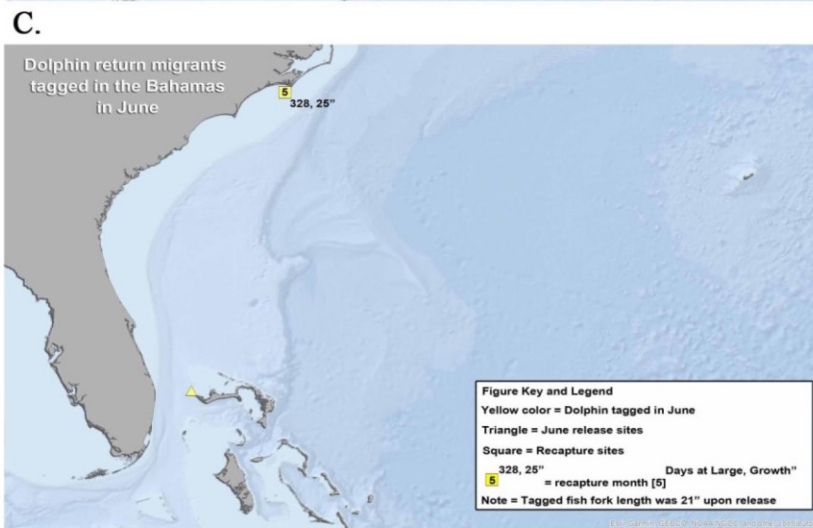 C.
Dolphin return migrants
tagged in the Bahamas
in June
5
328, 25"
Figure Key and Legend
Yellow color = Dolphin tagged in June
Triangle = June release sites
Square = Recapture sites
328, 25" Days at Large, Growth"
5 = recapture month [5]
Note = Tagged fish fork length was 21" upon release